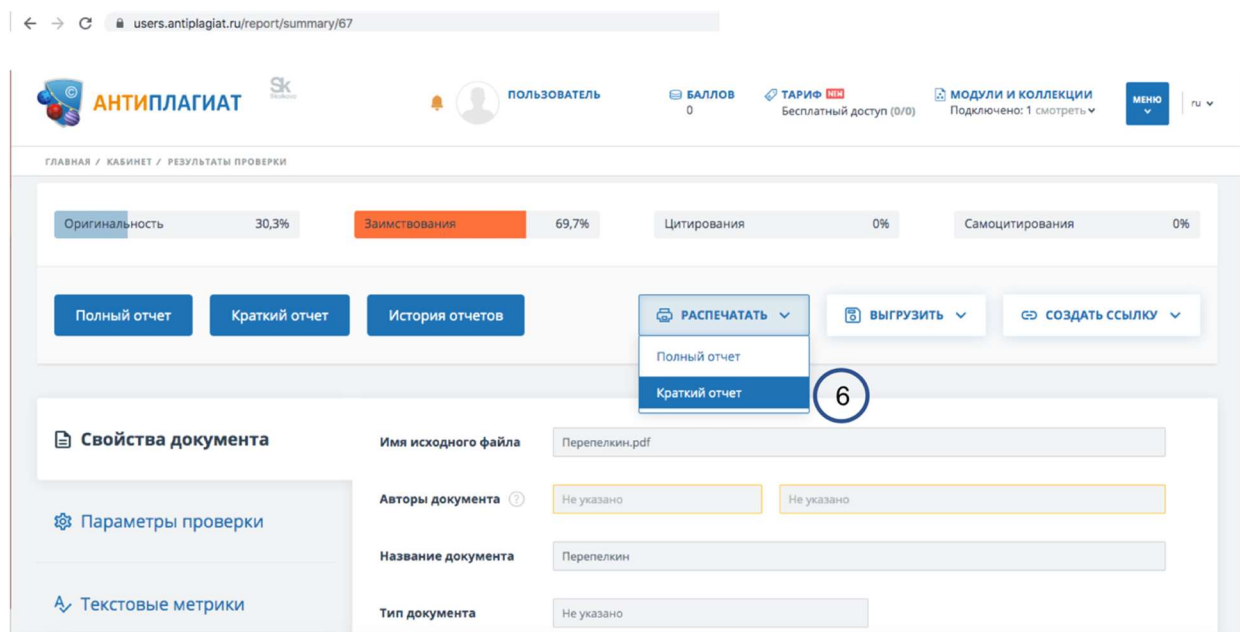 users.antiplagiat.ru/report/summary/67
© АНТИПЛАГИАТ
Sk
ПОЛЬЗОВАТЕЛЬ
БАЛЛОВ
0
ТАРИФ NEW
Бесплатный доступ (0/0)
МОДУЛИ И КОЛЛЕКЦИИ
Подключено: 1 смотреть
МЕНЮ
ru
ГЛАВНАЯ / КАБИНЕТ / РЕЗУЛЬТАТЫ ПРОВЕРКИ
Оригинальность 30,3%
Заимствования 69,7%
Цитирования 0%
Самоцитирования 0%
Полный отчет
Краткий отчет
История отчетов
РАСПЕЧАТАТЬ
ВЫГРУЗИТЬ
СОЗДАТЬ ССЫЛКУ
Полный отчет
Краткий отчет
6
Свойства документа
Параметры проверки
Текстовые метрики
Имя исходного файла Перепелкин.pdf
Авторы документа ? Не указано Не указано
Название документа Перепелкин
Тип документа Не указано